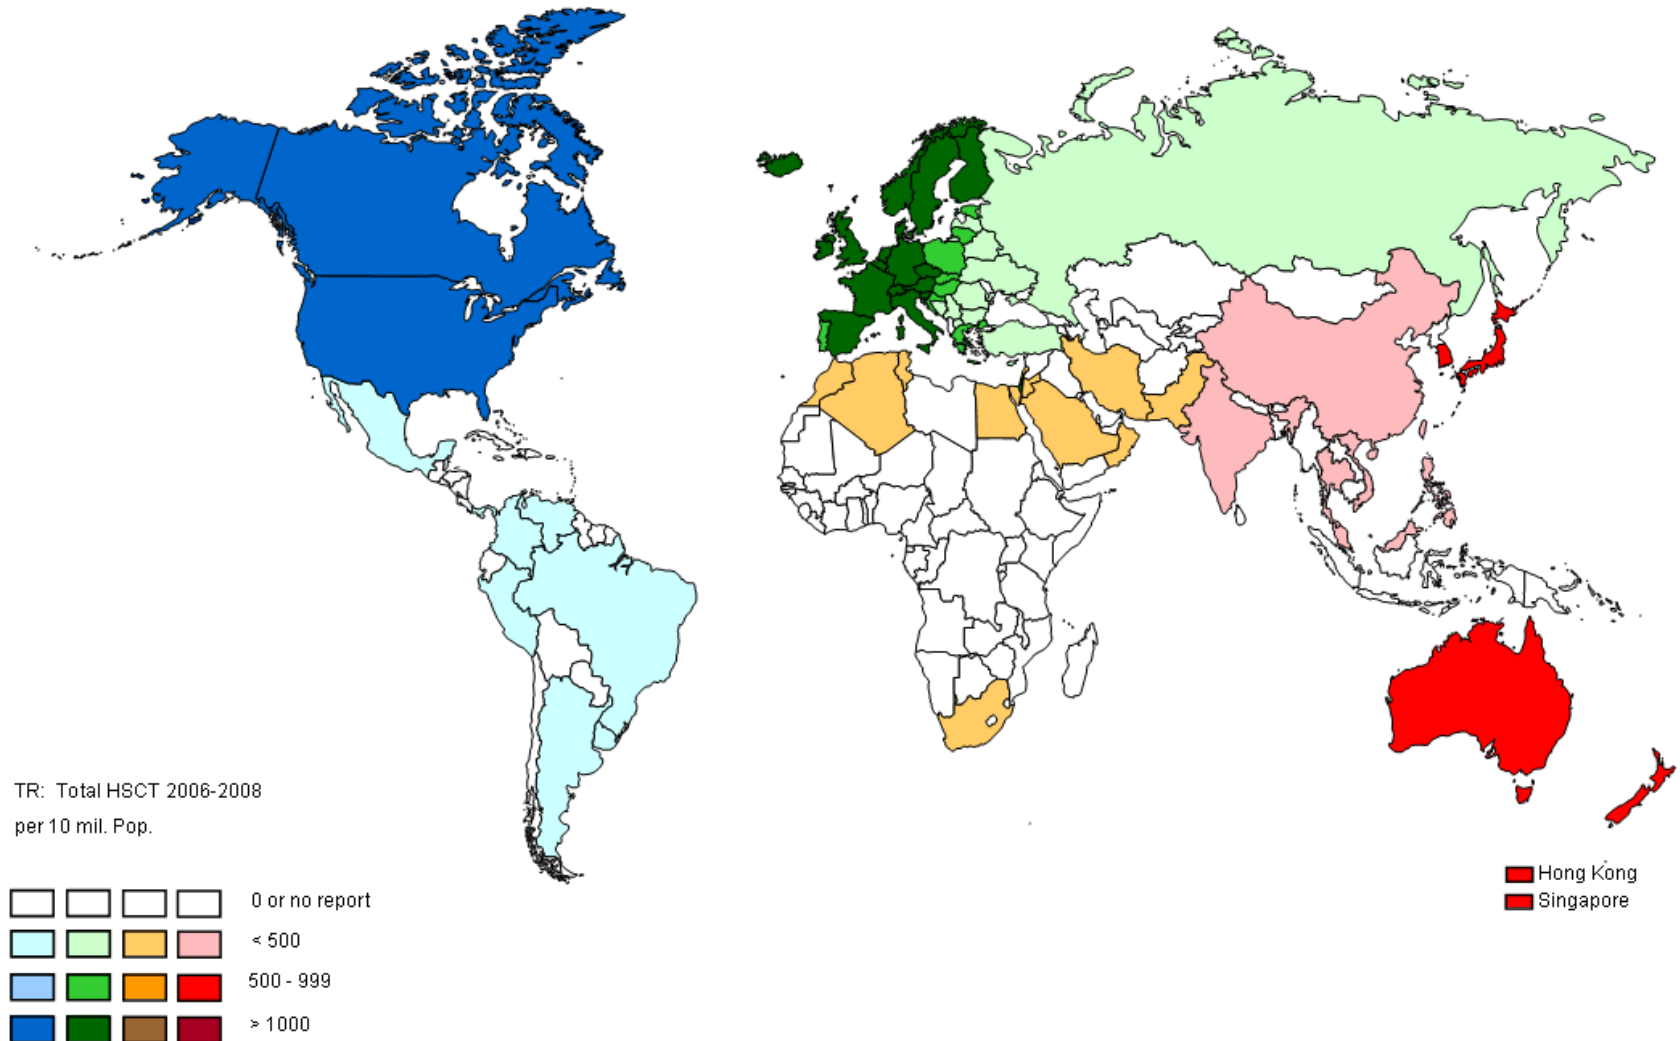 TR: Total HSCT 2006-2008
per 10 mil. Pop.
0 or no report
< 500
500 - 999
> 1000
Hong Kong
Singapore